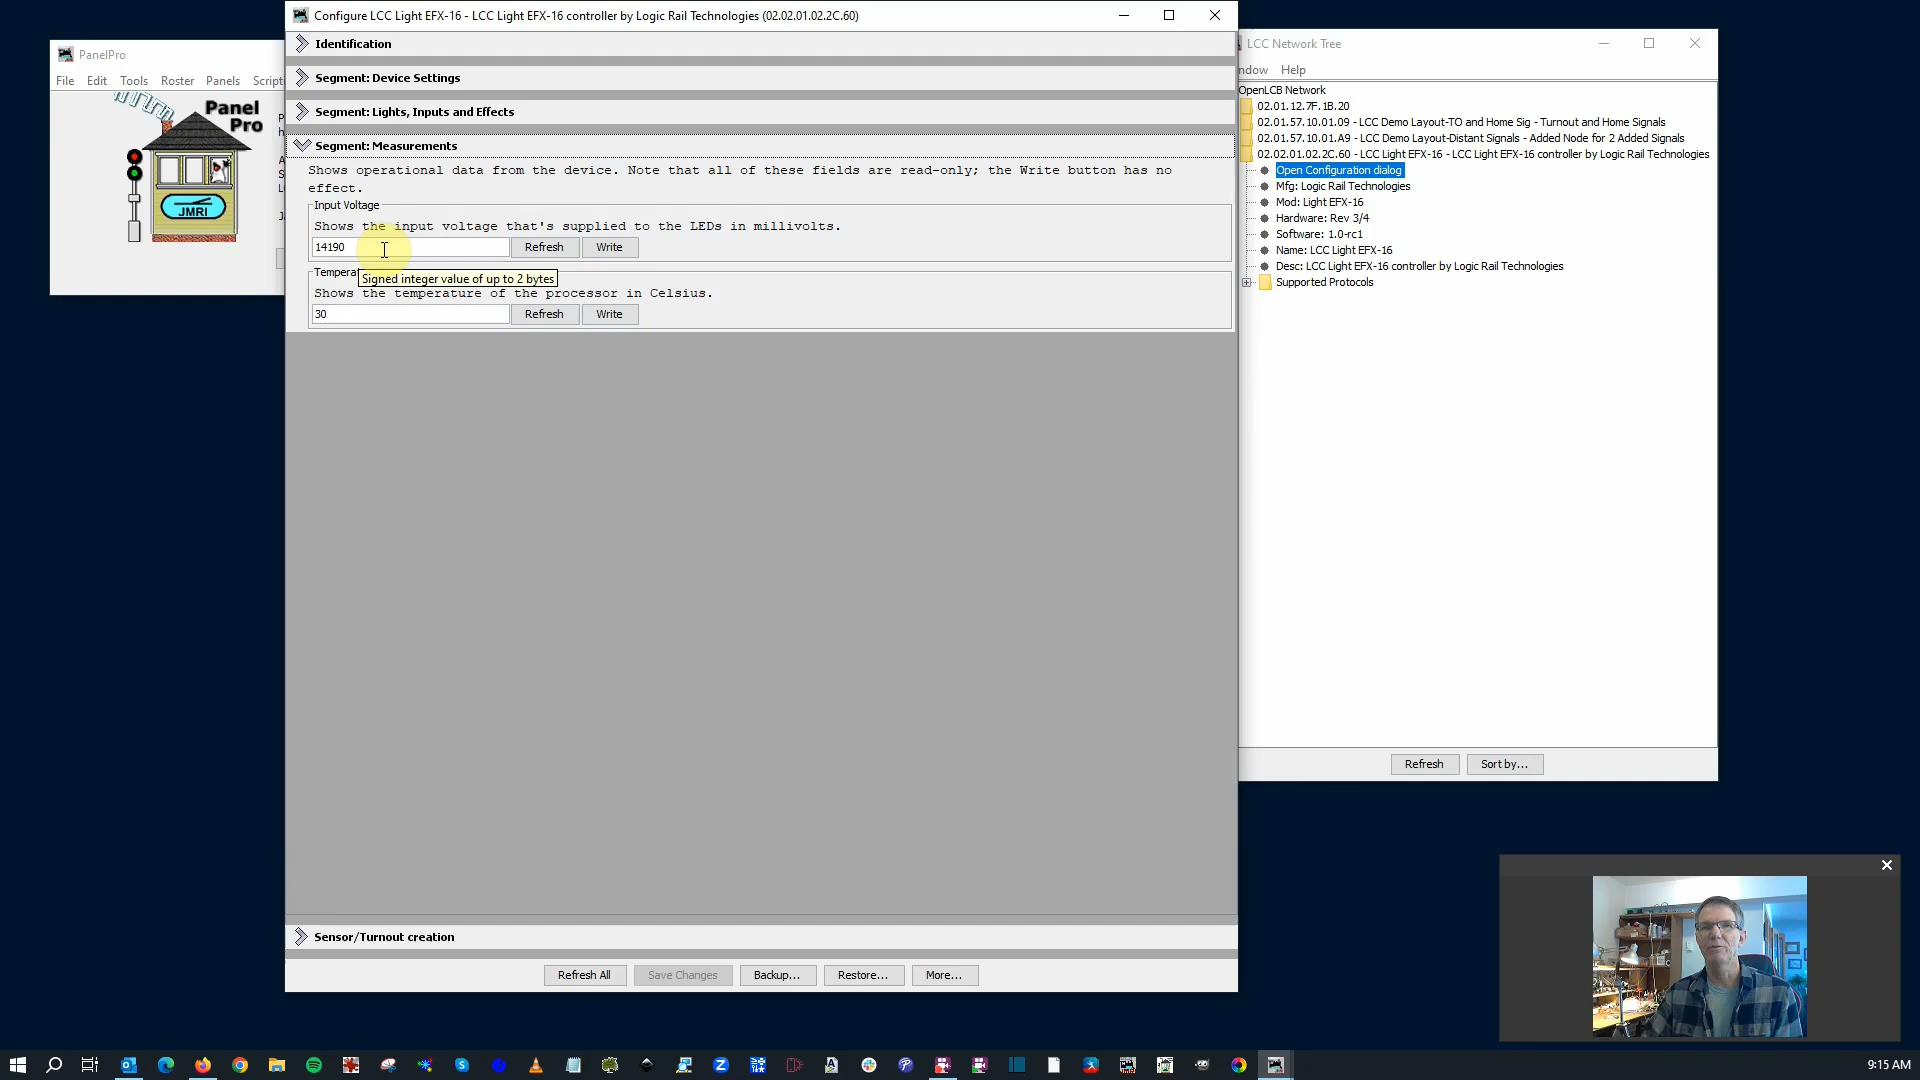 Configure LCC Light EFX-16 - LCC Light EFX-16 controller by Logic Rail Technologies (02.02.01.02.2C.60)
Identification
Segment: Device Settings
Segment: Lights, Inputs and Effects
Segment: Measurements
Shows operational data from the device. Note that all of these fields are read-only; the Write button has no
effect.
Input Voltage
Shows the input voltage that's supplied to the LEDs in millivolts.
14190
Refresh
Write
Signed integer value of up to 2 bytes
Shows the temperature of the processor in Celsius.
30
Refresh
Write
Sensor/Turnout creation
Refresh All
Save Changes
Backup...
Restore...
More...
PanelPro
File Edit Tools Roster Panels Script
Panel
Pro
JMRI
LCC Network Tree
Help
OpenLCB Network
02.01.12.7F.1B.20
02.01.57.10.01.09 - LCC Demo Layout-TO and Home Sig - Turnout and Home Signals
02.01.57.10.01.A9 - LCC Demo Layout-Distant Signals - Added Node for 2 Added Signals
02.02.01.02.2C.60 - LCC Light EFX-16 - LCC Light EFX-16 controller by Logic Rail Technologies
Open Configuration dialog
Mfg: Logic Rail Technologies
Mod: Light EFX-16
Hardware: Rev 3/4
Software: 1.0-rc1
Name: LCC Light EFX-16
Desc: LCC Light EFX-16 controller by Logic Rail Technologies
Supported Protocols
Refresh
Sort by...
9:15 AM